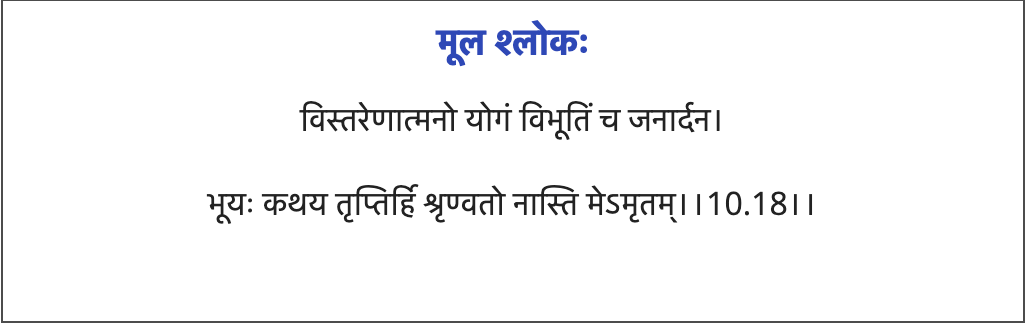 मूल श्लोकः
विस्तरेणात्मनो योगं विभूतिं च जनार्दन।
भूयः कथय तृप्तिर्हि श्रृण्वतो नास्ति मेऽमृतम्।।10.18।।